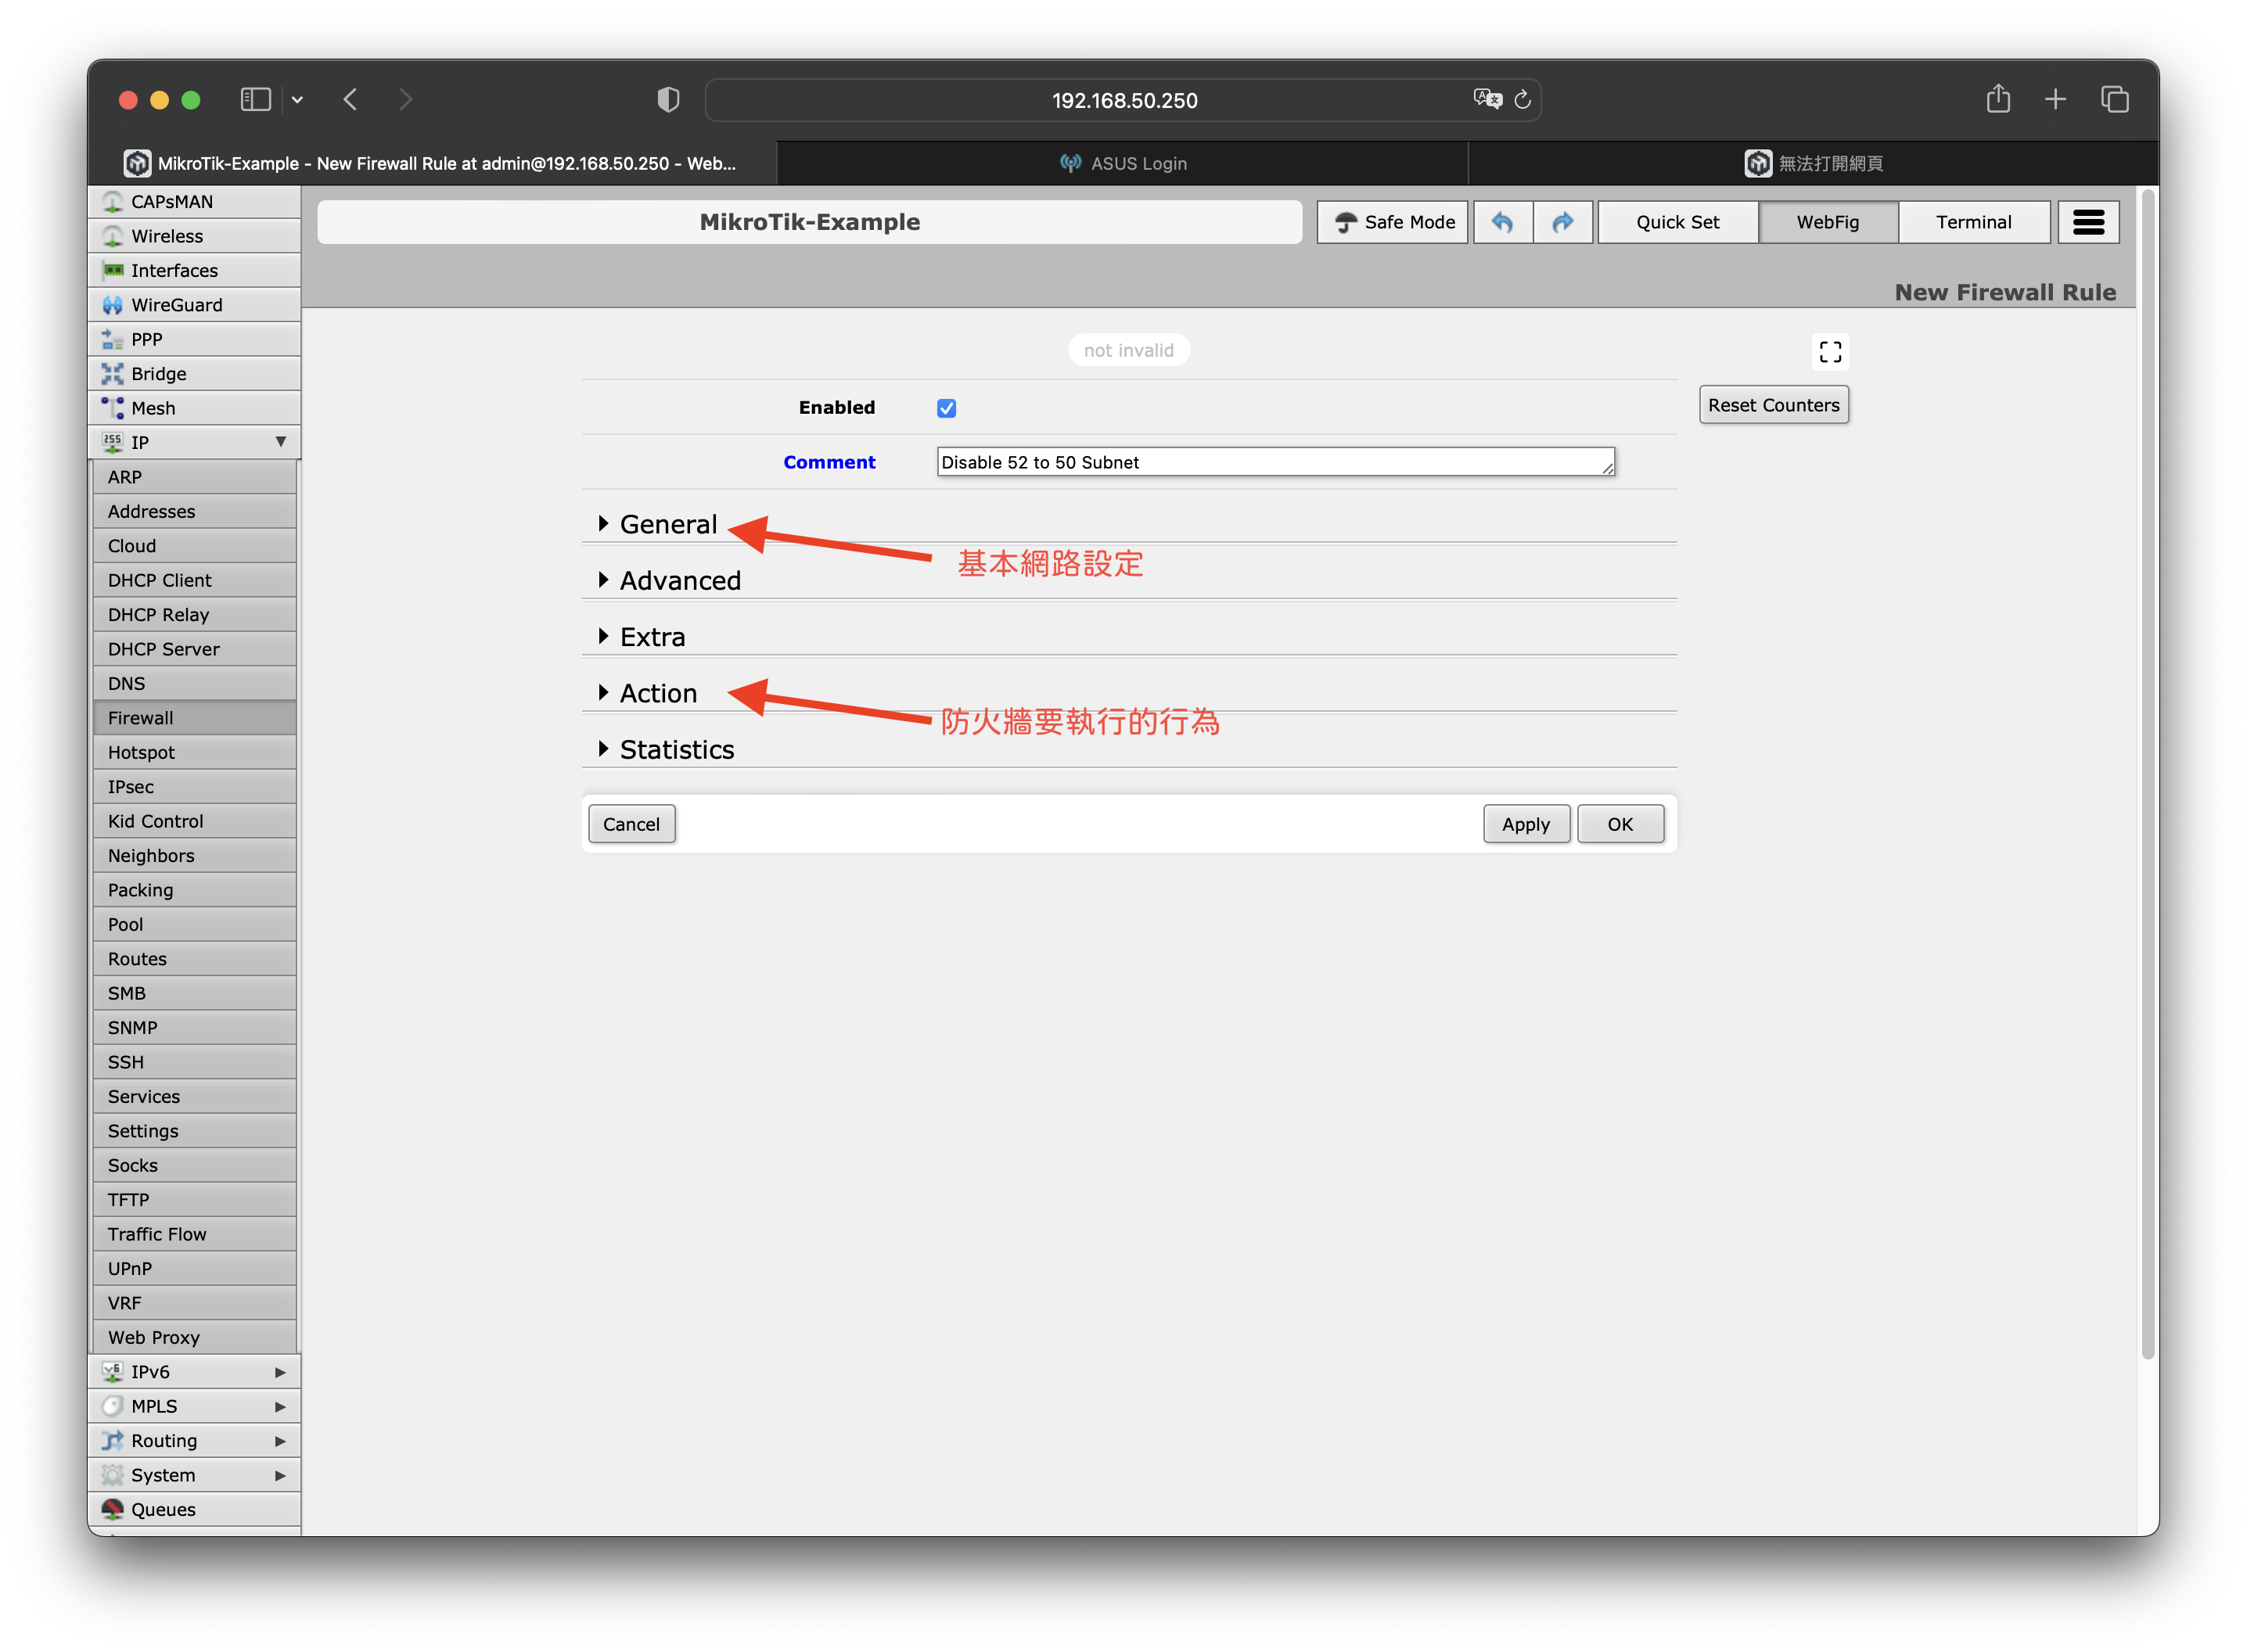 192.168.50.250
MikroTik-Example - New Firewall Rule at admin@192.168.50.250 - Web...
ASUS Login
無法打開網頁
CAPsMAN
Wireless
Interfaces
WireGuard
PPP
Bridge
Mesh
IP
ARP
Addresses
Cloud
DHCP Client
DHCP Relay
DHCP Server
DNS
Firewall
Hotspot
IPsec
Kid Control
Neighbors
Packing
Pool
Routes
SMB
SNMP
SSH
Services
Settings
Socks
TFTP
Traffic Flow
UPnP
VRF
Web Proxy
IPv6
MPLS
Routing
System
Queues
MikroTik-Example
Safe Mode
Quick Set
WebFig
Terminal
New Firewall Rule
not invalid
Enabled
Reset Counters
Comment
Disable 52 to 50 Subnet
General
基本網路設定
Advanced
Extra
Action
防火牆要執行的行為
Statistics
Cancel
Apply
OK